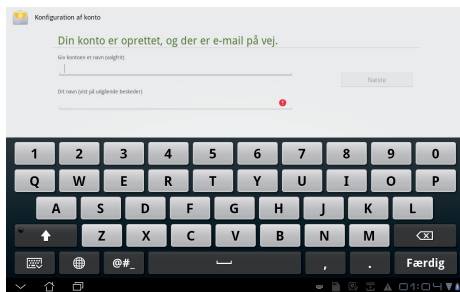 Konfiguration af konto
Din konto er oprettet, og der er e-mail på vej.
Giv kontoen et navn (valgfrit)
Næste
Dit navn (vist på udgående beskeder)
1 2 3 4 5 6 7 8 9 0
Q W E R T Y U I O P
A S D F G H J K L
Z X C V B N M
@#_ , . Færdig
01:04